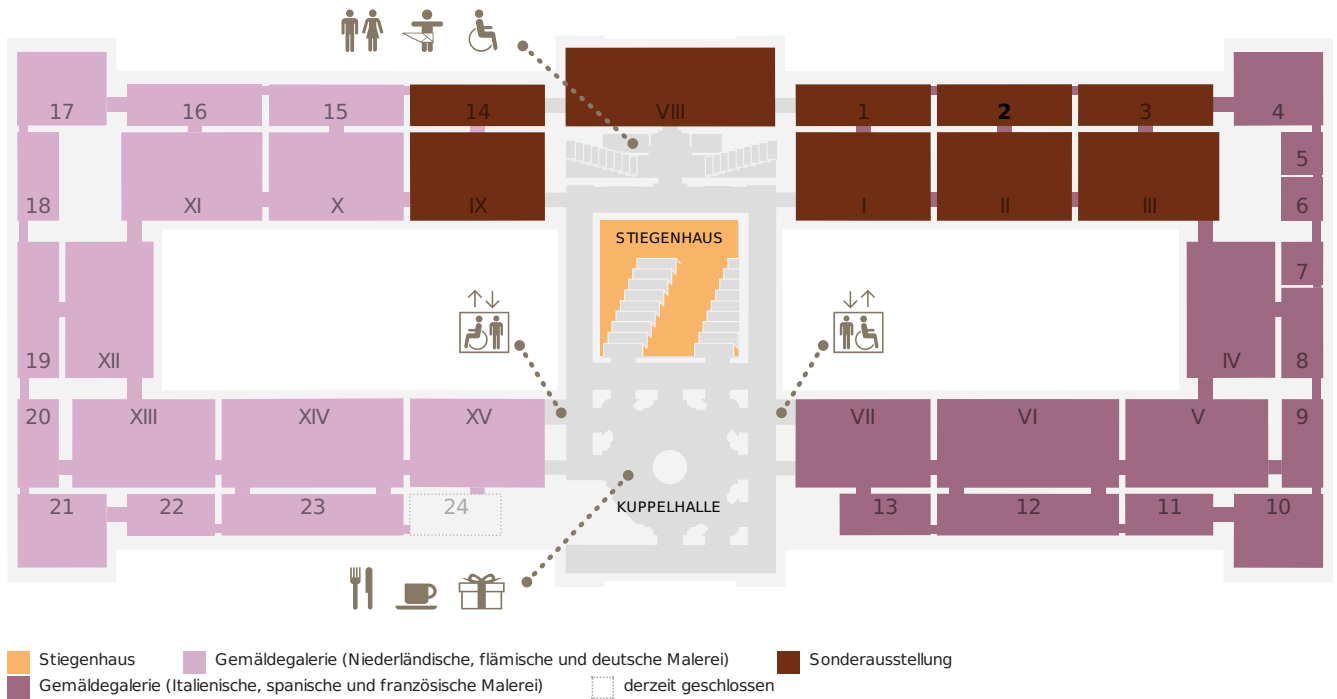 17
16
15
14
VIII
1
2
3
4
5
18
XI
X
IX
I
II
III
6
STIEGENHAUS
7
19
XII
IV
8
20
XIII
XIV
XV
VII
VI
V
9
21
22
23
24
KUPPELHALLE
13
12
11
10
Stiegenhaus
Gemäldegalerie (Niederländische, flämische und deutsche Malerei)
Sonderausstellung
Gemäldegalerie (Italienische, spanische und französische Malerei)
derzeit geschlossen